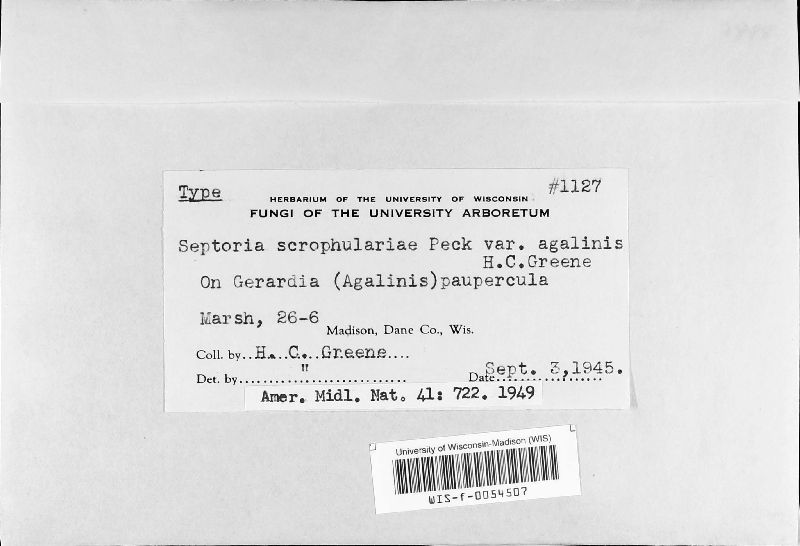 Type #1127
HERBARIUM OF THE UNIVERSITY OF WISCONSIN
FUNGI OF THE UNIVERSITY ARBORETUM
Septoria scrophulariae Peck var. agalinis
H.C.Greene
On Gerardia (Agalinis)paupercula
Marsh, 26-6
Madison, Dane Co., Wis.
Coll. by..H...C...Greene....
Det. by..........."............... Date Sept. 3,1945.
Amer. Midl. Nat. 41: 722. 1949
University of Wisconsin-Madison (WIS)
WIS-f-0054507